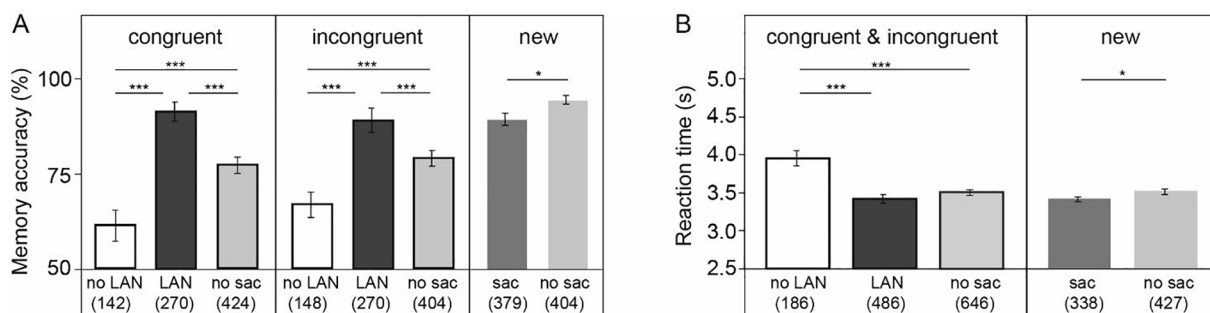 A
congruent
incongruent
new
Memory accuracy (%)
100
75
50
***
*** ***
***
*** ***
*
no LAN LAN no sac no LAN LAN no sac sac no sac
(142) (270) (424) (148) (270) (404) (379) (404)
B
congruent & incongruent
new
Reaction time (s)
5.0
4.5
4.0
3.5
3.0
2.5
***
***
*
no LAN LAN no sac sac no sac
(186) (486) (646) (338) (427)